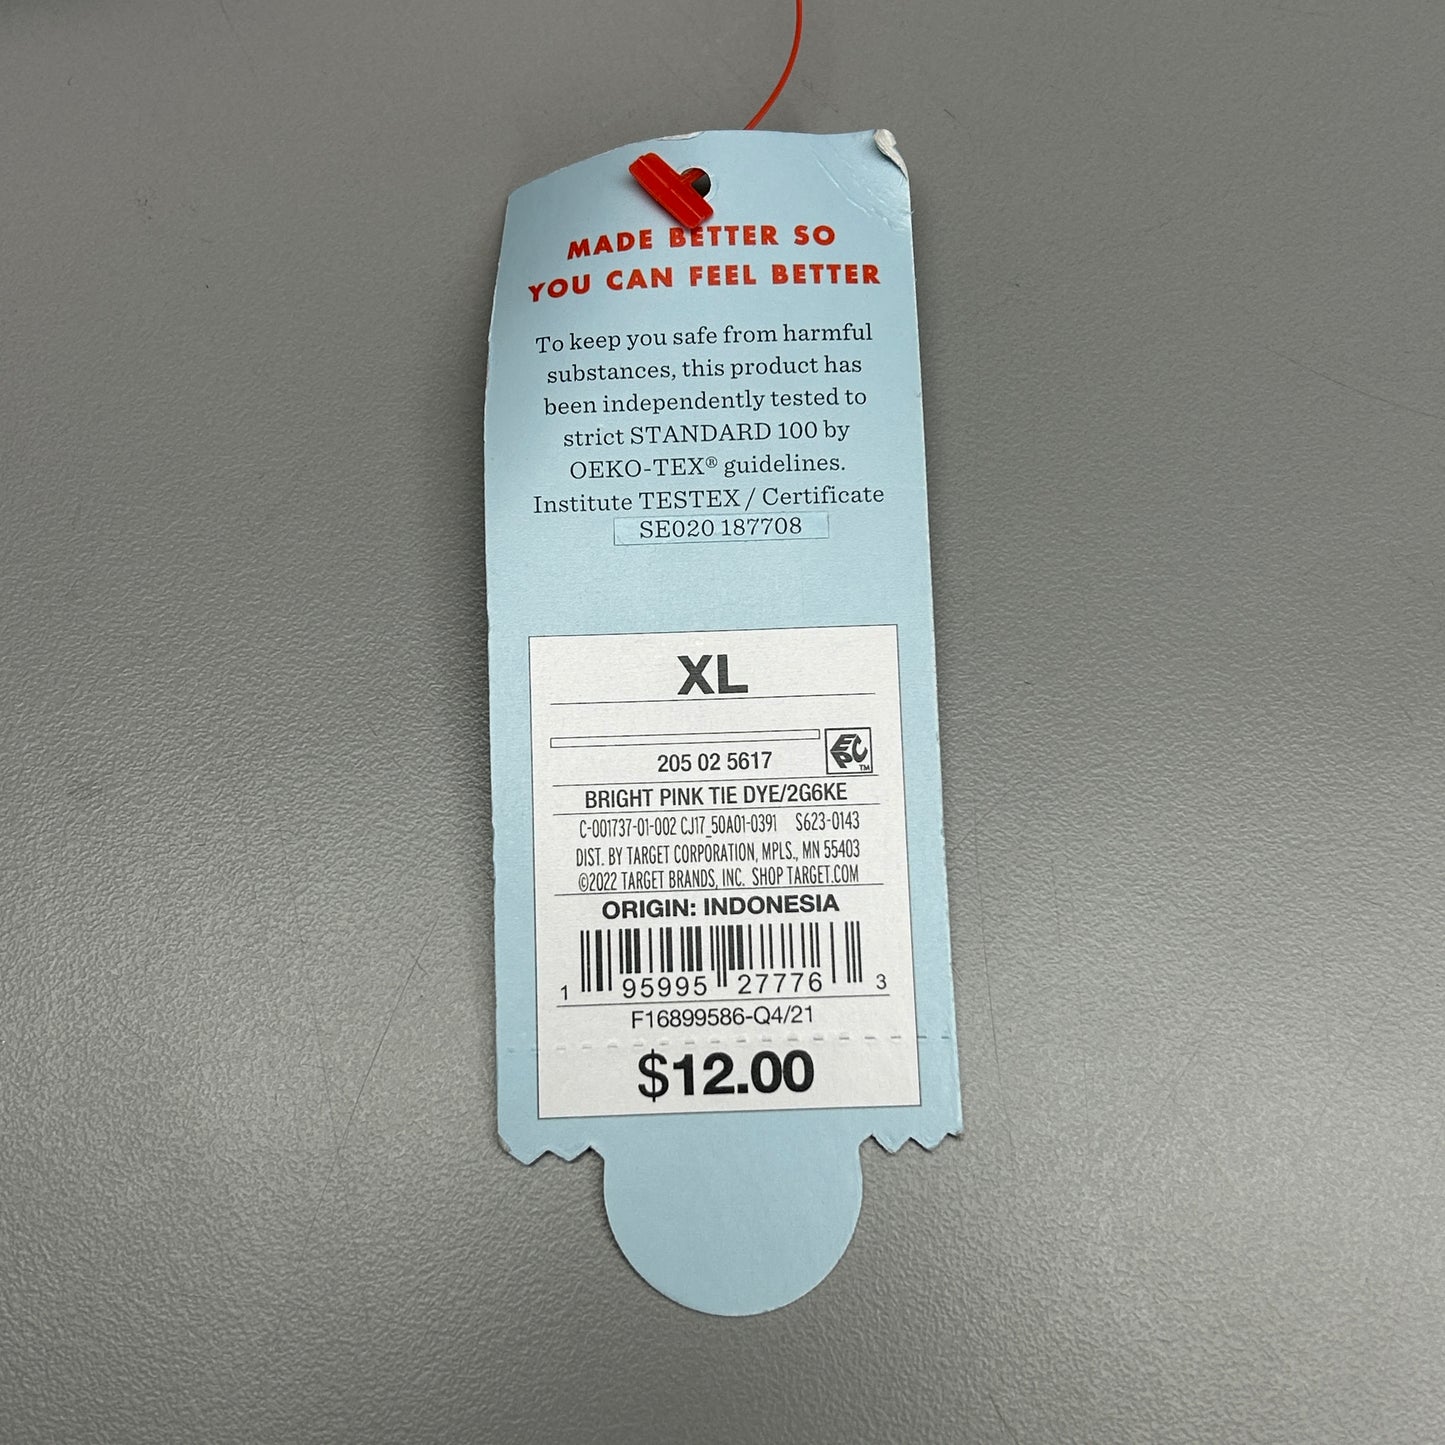 MADE BETTER SO
YOU CAN FEEL BETTER
To keep you safe from harmful
substances, this product has
been independently tested to
strict STANDARD 100 by
OEKO-TEX® guidelines.
Institute TESTEX / Certificate
SE020 187708
XL
205 02 5617
EPC™
BRIGHT PINK TIE DYE/2G6KE
C-001737-01-002 CJ17_50A01-0391 S623-0143
DIST. BY TARGET CORPORATION, MPLS., MN 55403
©2022 TARGET BRANDS, INC. SHOP TARGET.COM
ORIGIN: INDONESIA
1 95995 27776 3
F16899586-Q4/21
$12.00